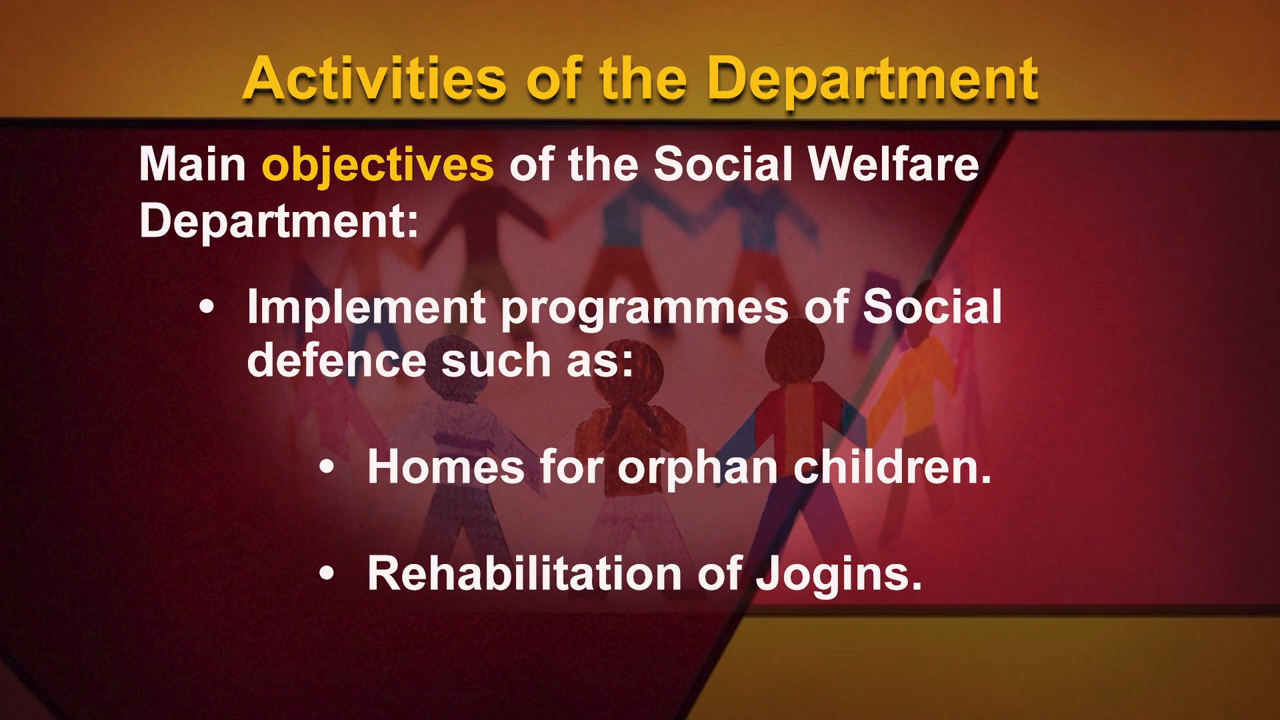 Activities of the Department
Main objectives of the Social Welfare
Department:
• Implement programmes of Social
defence such as:
• Homes for orphan children.
• Rehabilitation of Jogins.